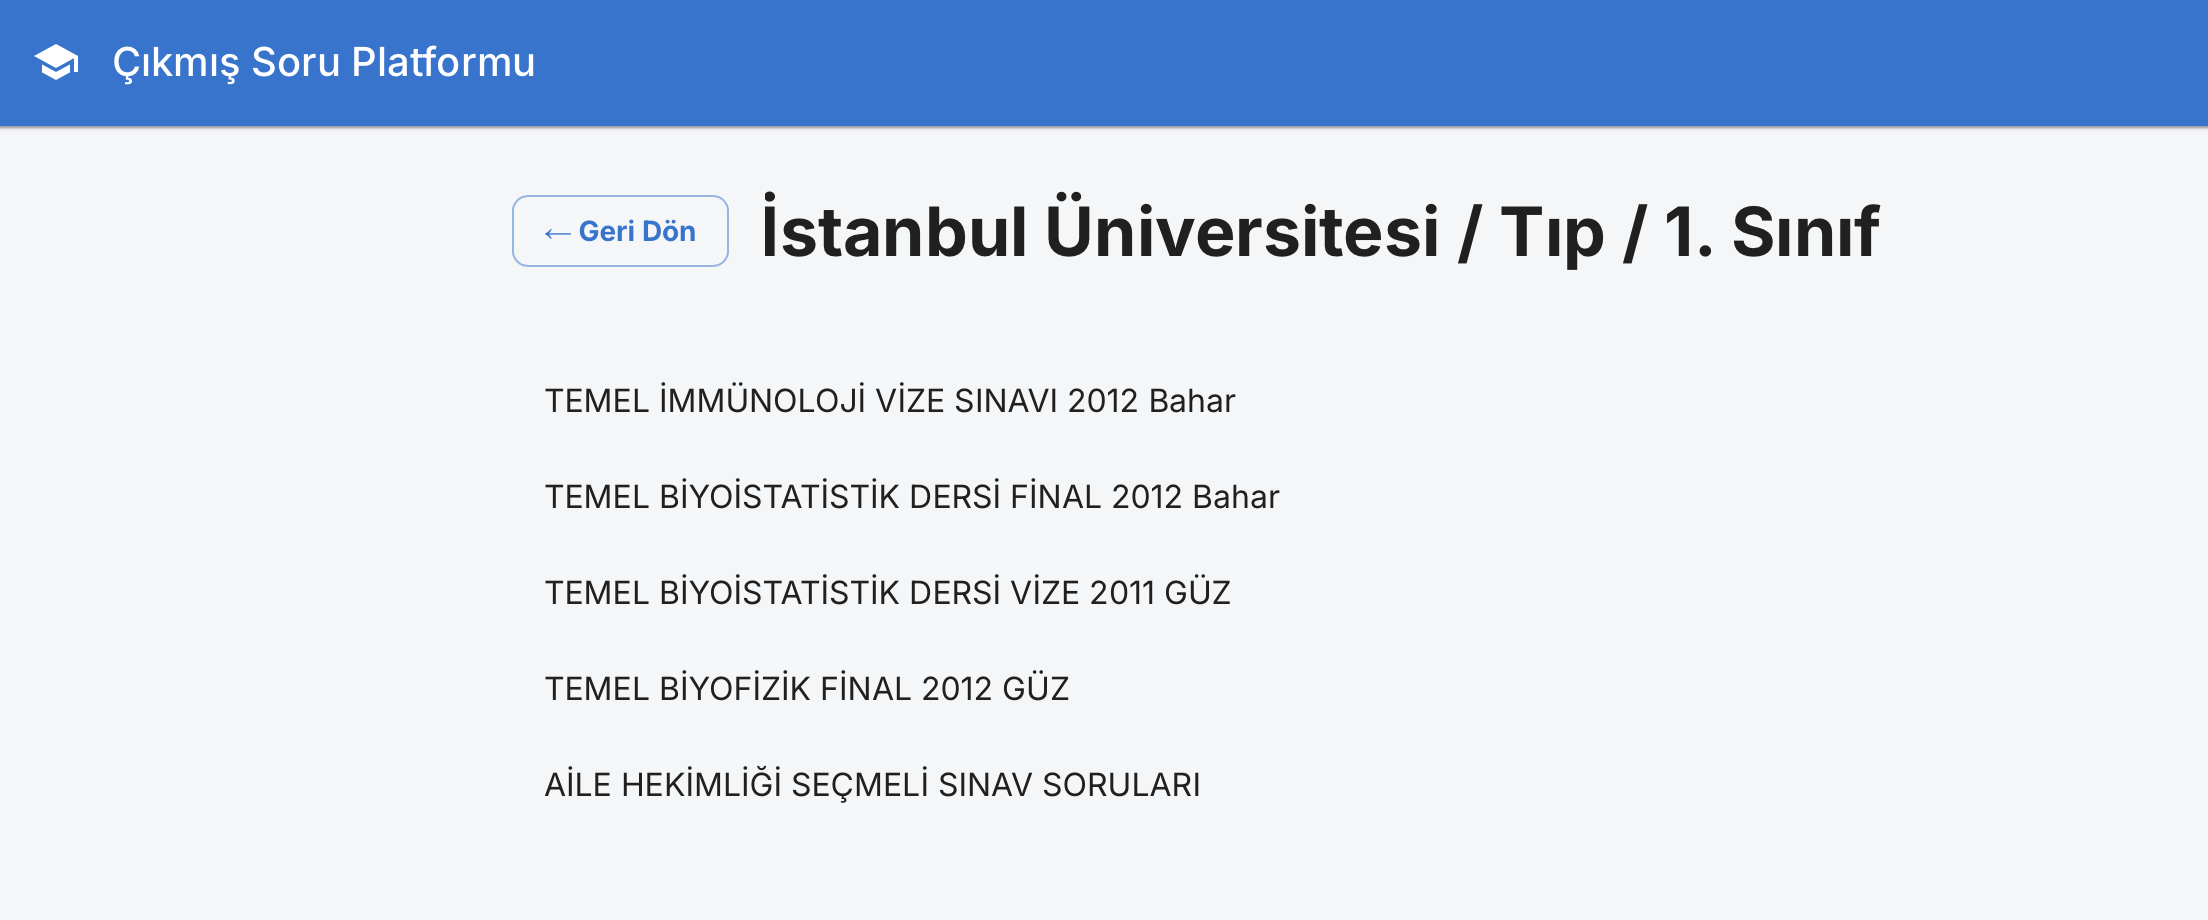 Çıkmış Soru Platformu
← Geri Dön
İstanbul Üniversitesi / Tıp / 1. Sınıf
TEMEL İMMÜNOLOJİ VİZE SINAVI 2012 Bahar
TEMEL BİYOİSTATİSTİK DERSİ FİNAL 2012 Bahar
TEMEL BİYOİSTATİSTİK DERSİ VİZE 2011 GÜZ
TEMEL BİYOFİZİK FİNAL 2012 GÜZ
AİLE HEKİMLİĞİ SEÇMELİ SINAV SORULARI